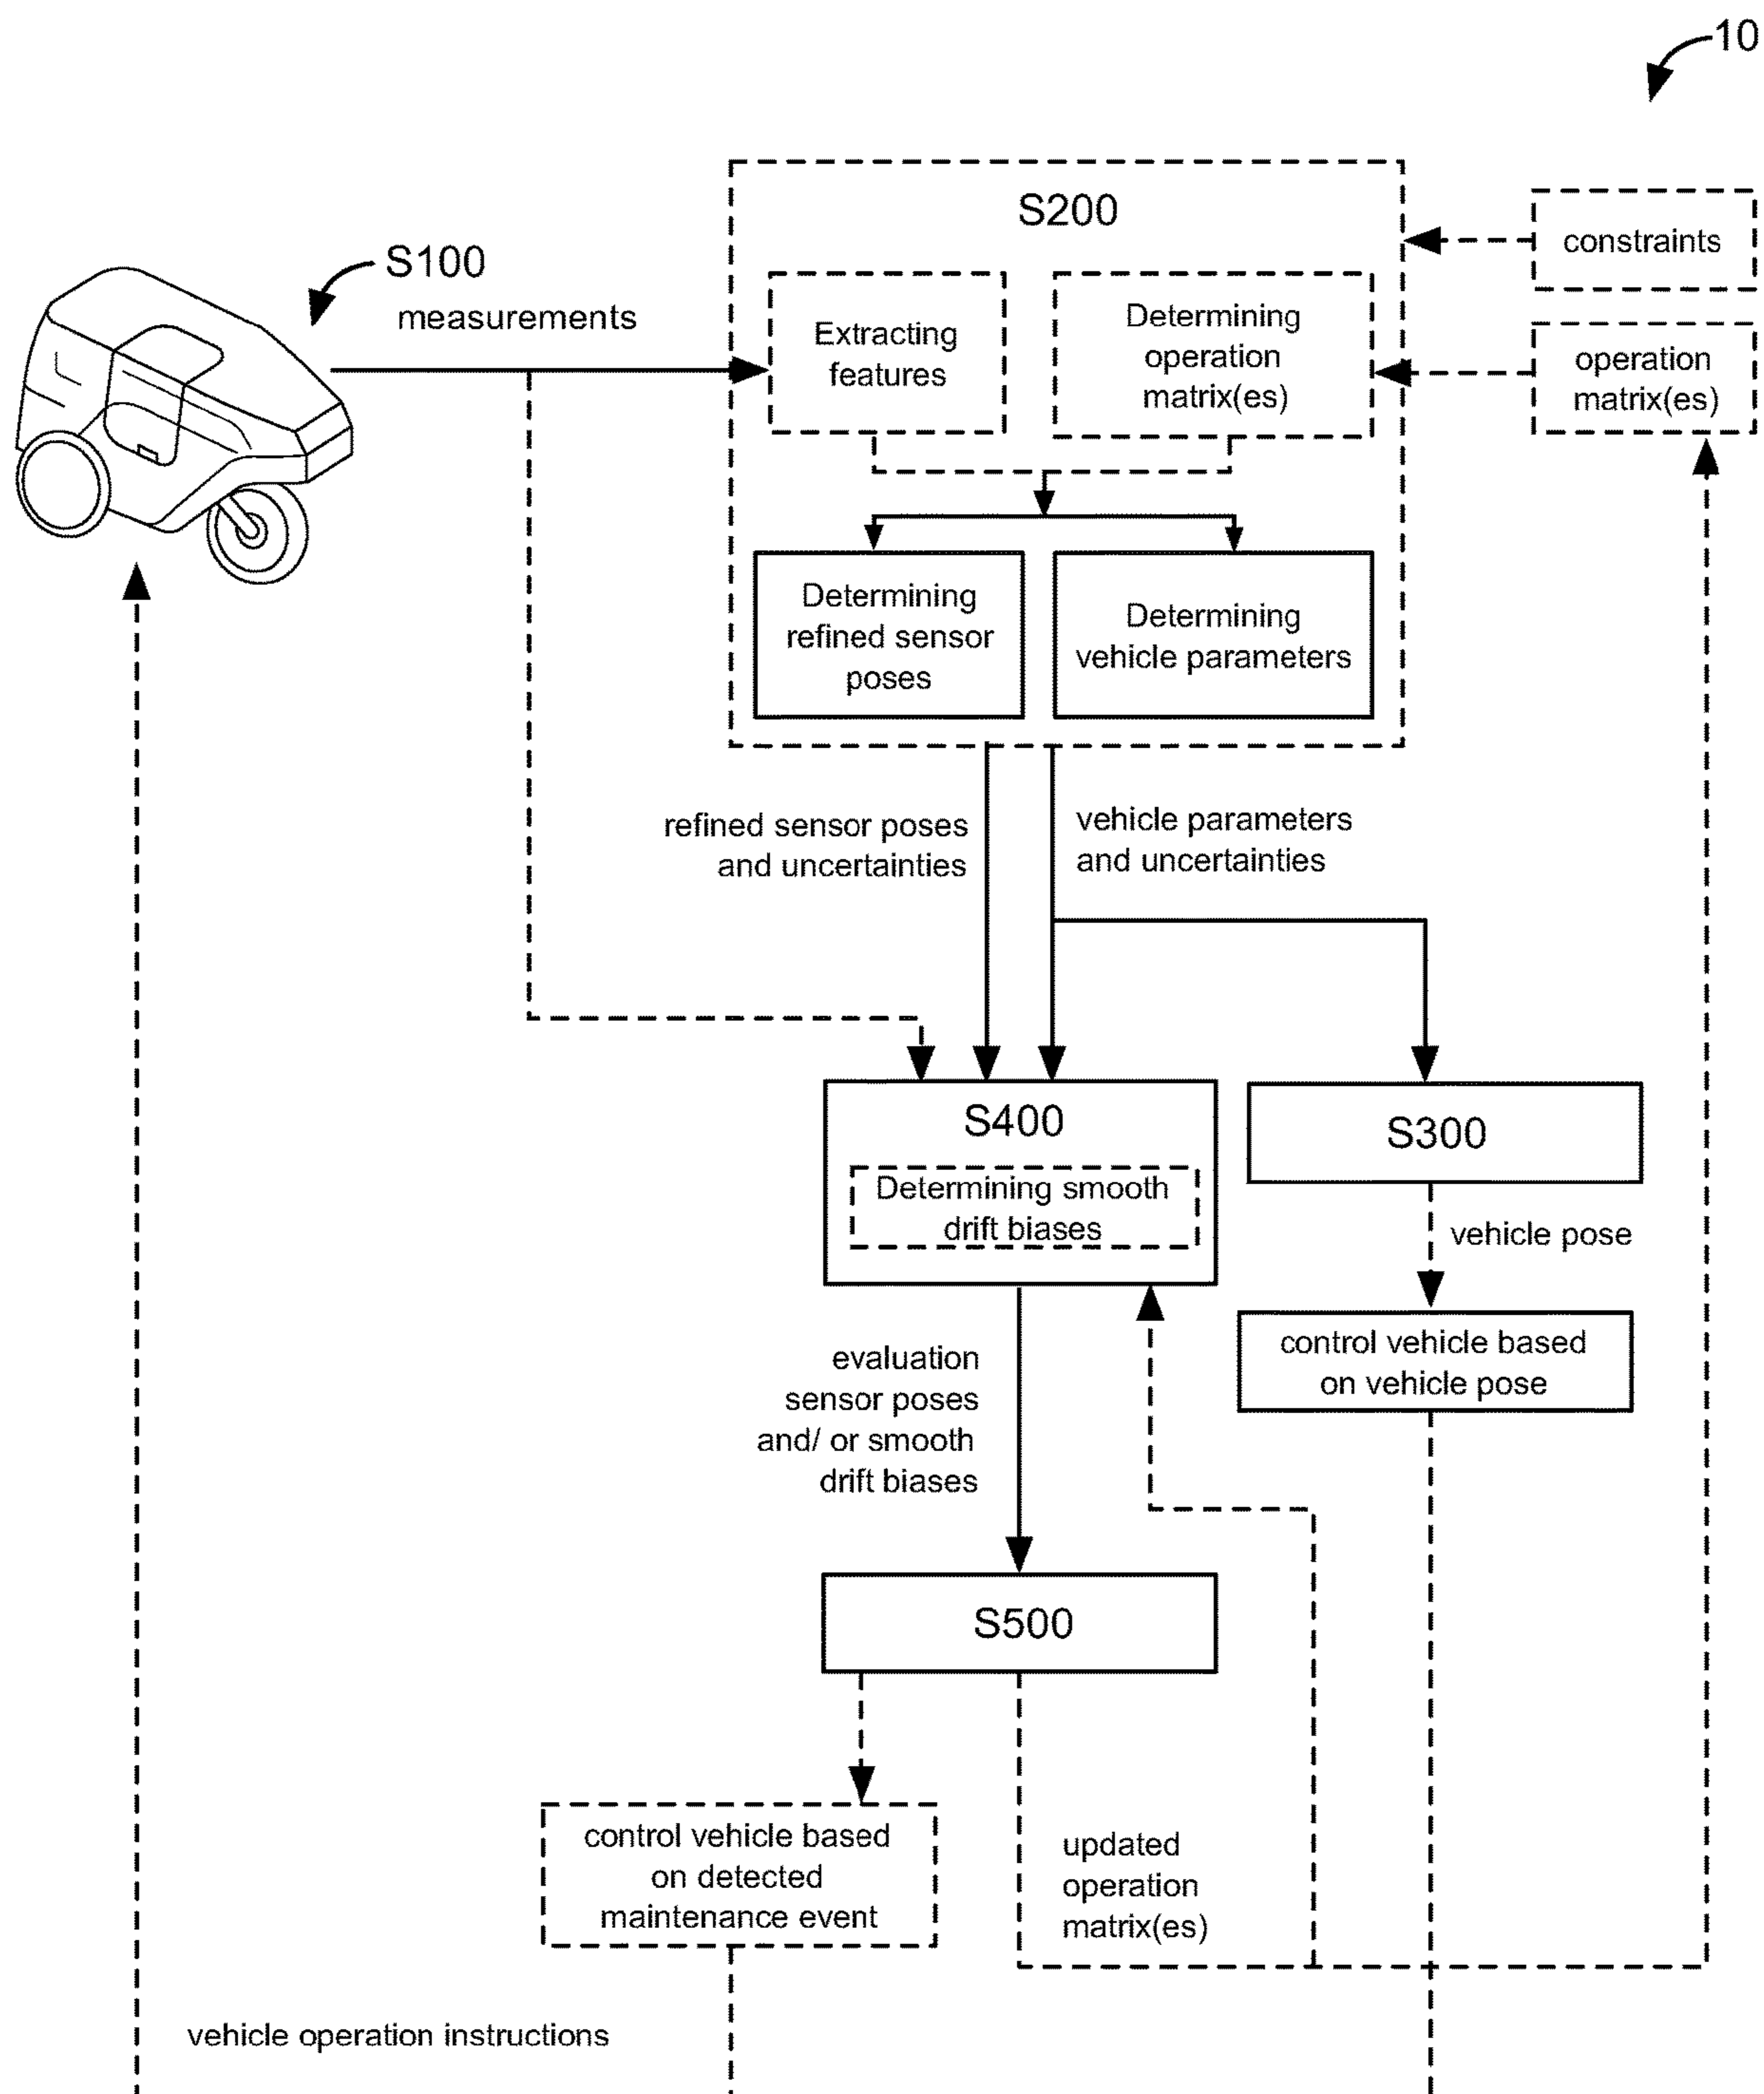 10
S200
constraints
S100
measurements
Extracting
features
Determining
operation
matrix(es)
operation
matrix(es)
Determining
refined sensor
poses
Determining
vehicle parameters
refined sensor poses
and uncertainties
vehicle parameters
and uncertainties
S400
Determining smooth
drift biases
S300
vehicle pose
evaluation
sensor poses
and/ or smooth
drift biases
control vehicle based
on vehicle pose
S500
control vehicle based
on detected
maintenance event
updated
operation
matrix(es)
vehicle operation instructions